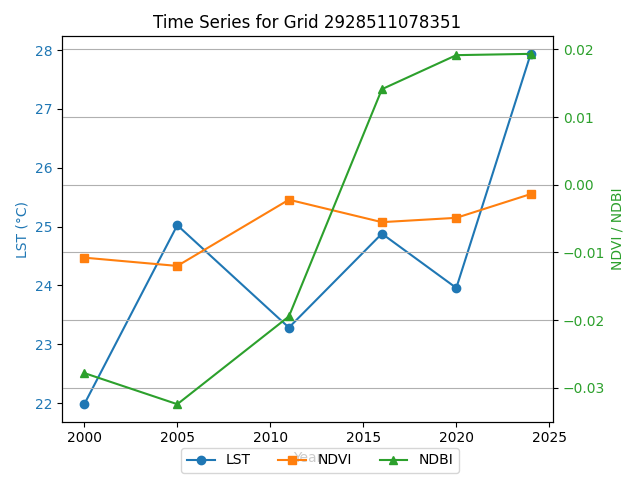 Time Series for Grid 2928511078351
28
27
26
25
24
23
22
LST (°C)
0.02
0.01
0.00
−0.01
−0.02
−0.03
NDVI / NDBI
2000 2005 2010 2015 2020 2025
Year
LST NDVI NDBI